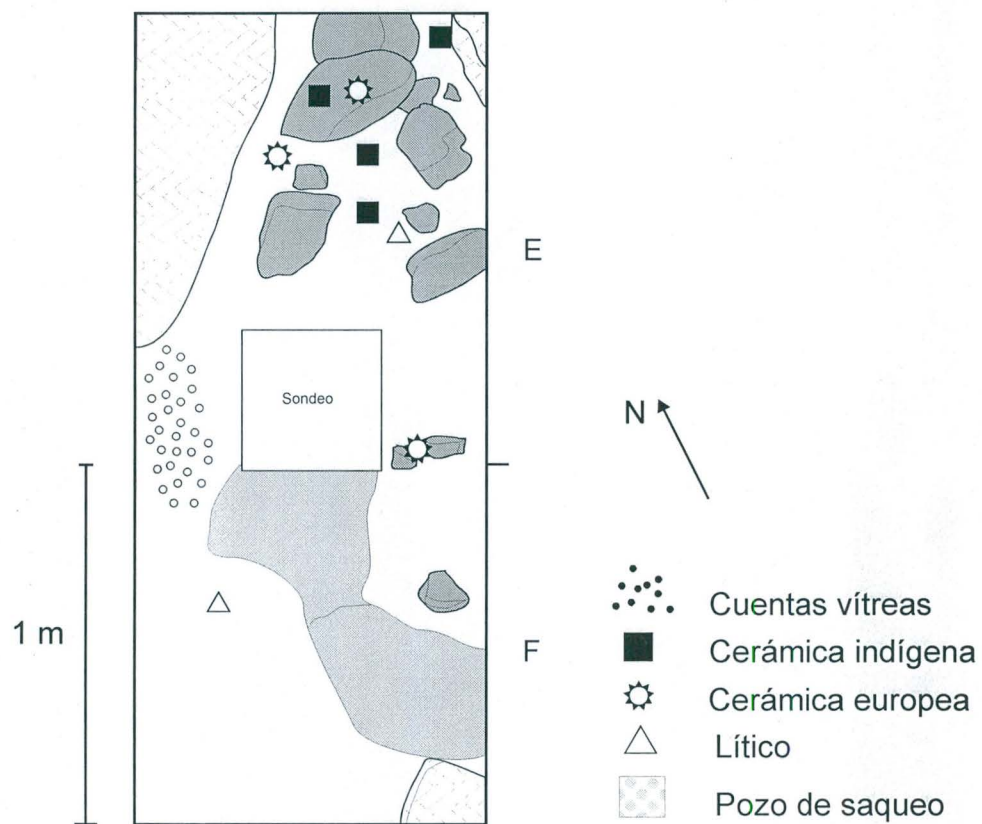 E
Sondeo
N
1 m
F
Cuentas vítreas
Cerámica indígena
Cerámica europea
Lítico
Pozo de saqueo